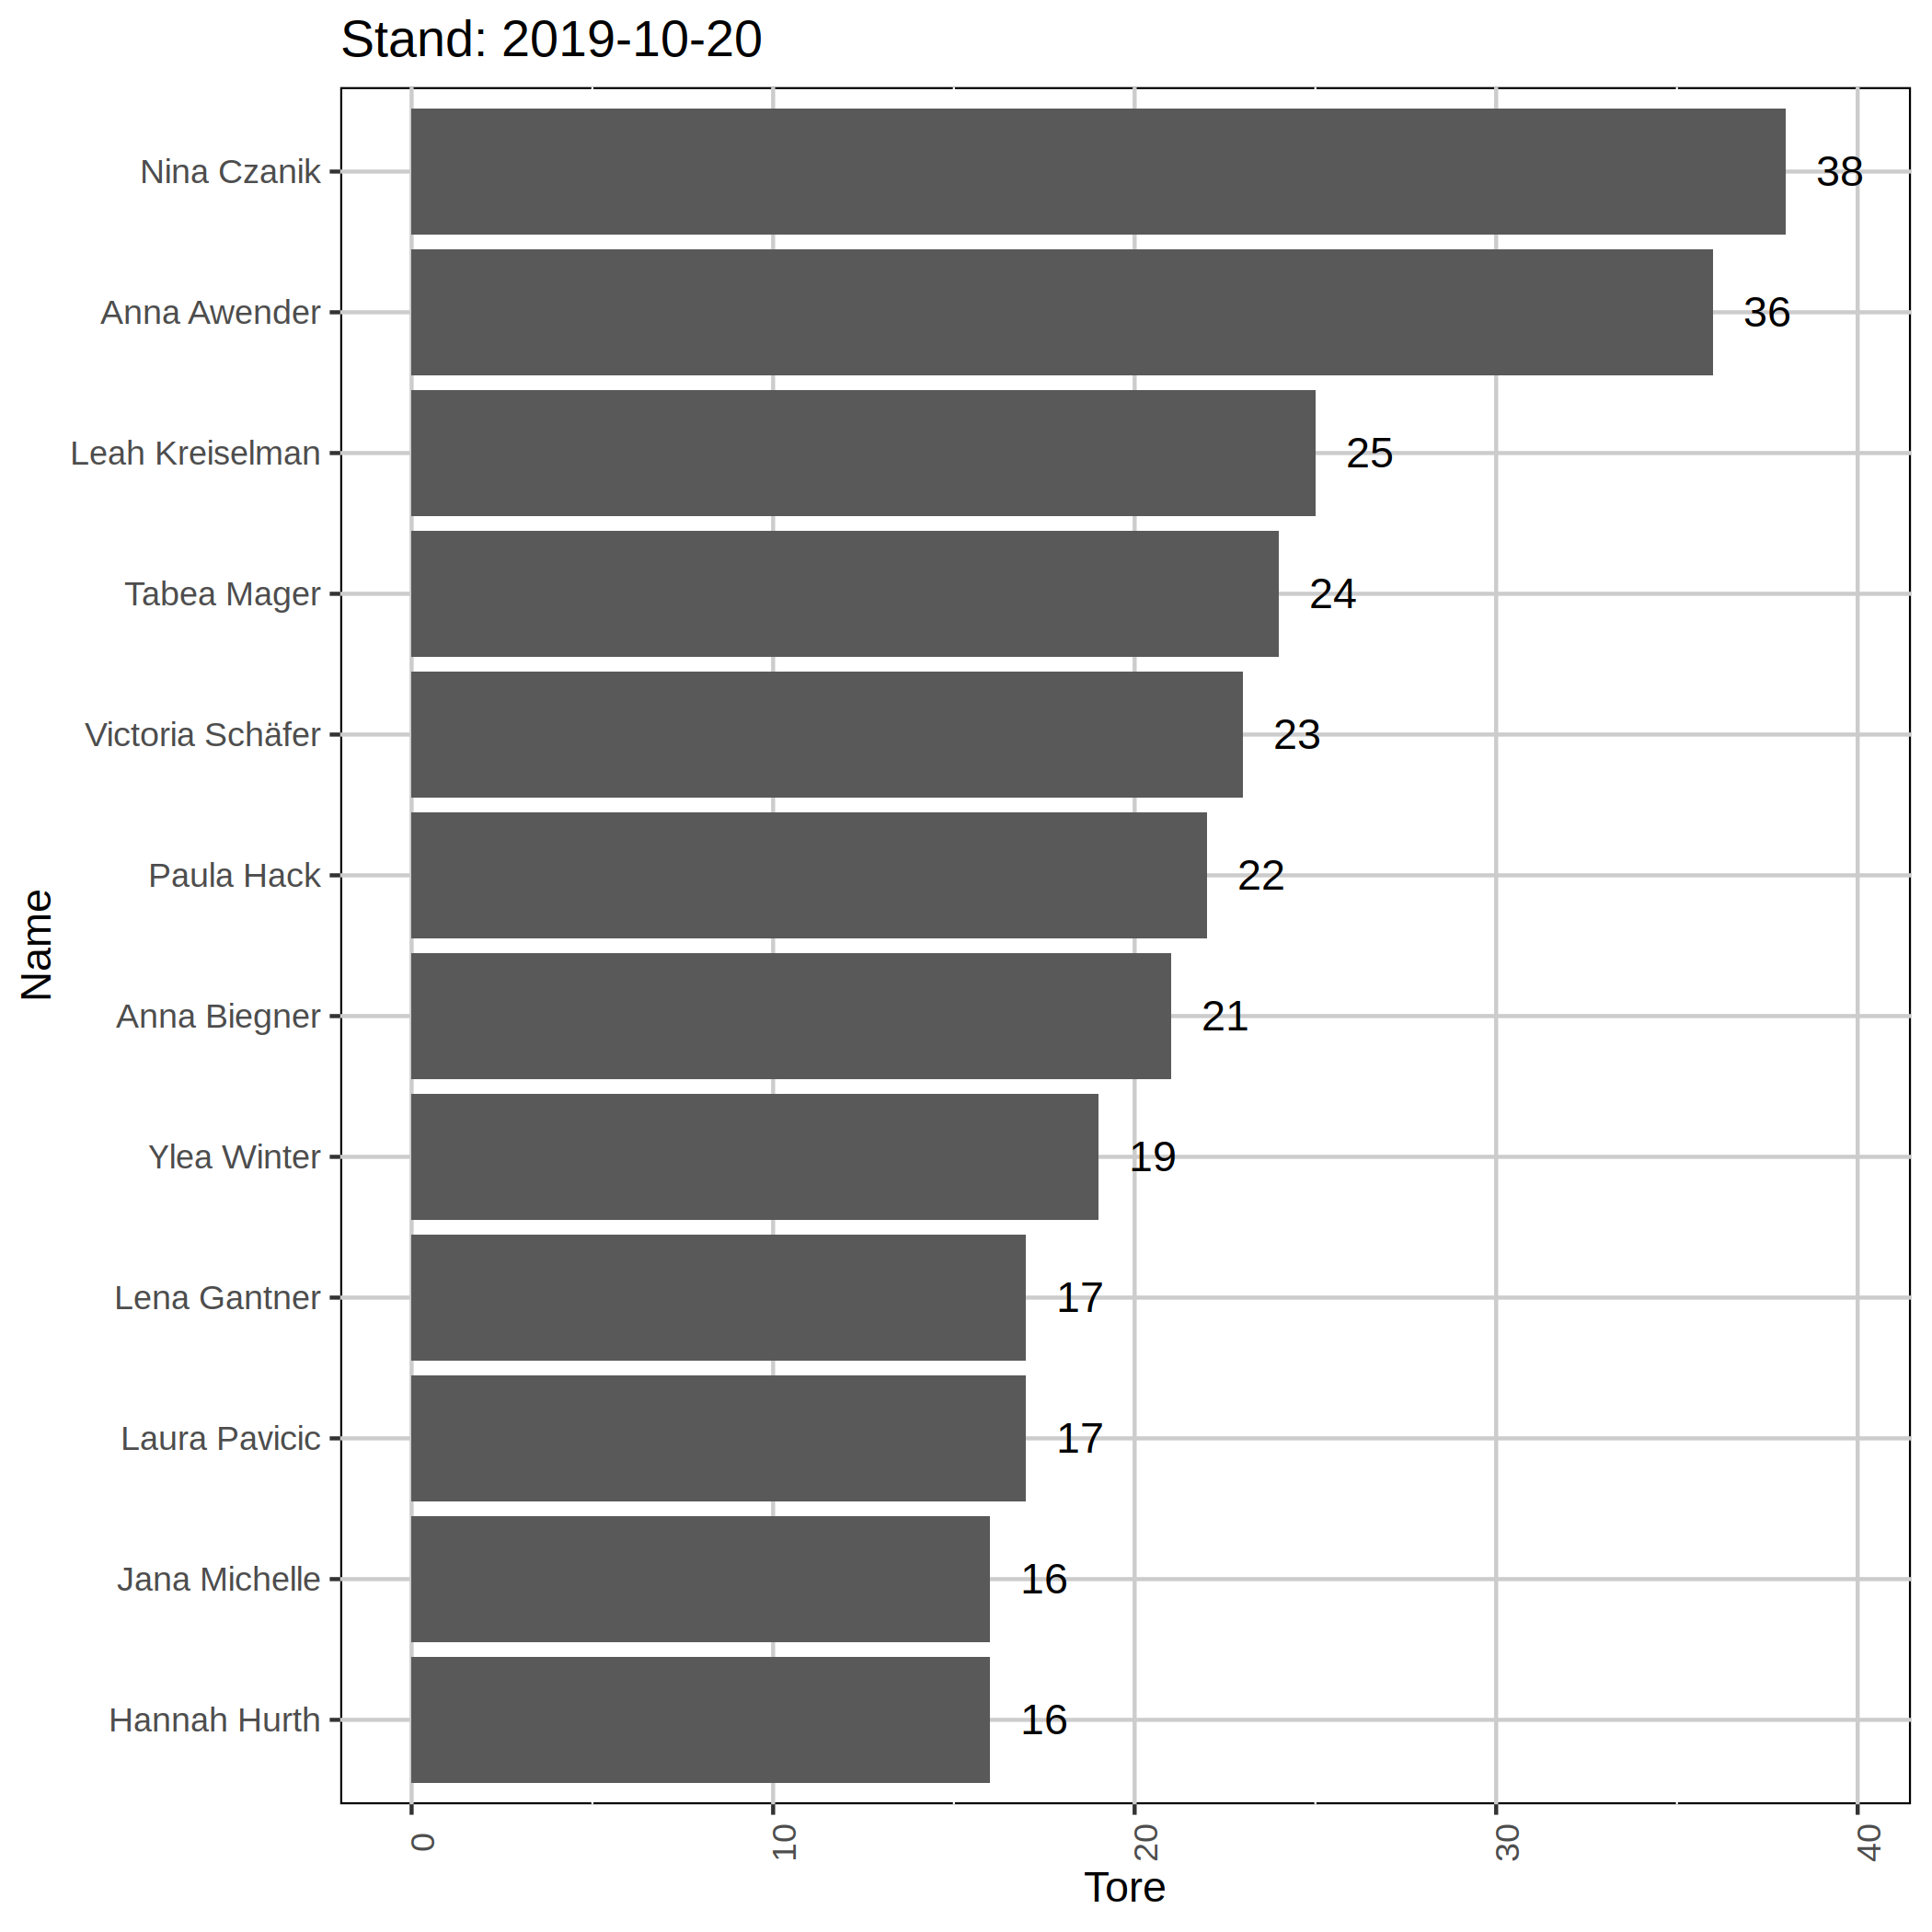 Stand: 2019-10-20
Nina Czanik 38
Anna Awender 36
Leah Kreiselman 25
Tabea Mager 24
Victoria Schäfer 23
Paula Hack 22
Anna Biegner 21
Ylea Winter 19
Lena Gantner 17
Laura Pavicic 17
Jana Michelle 16
Hannah Hurth 16
Name
0 10 20 30 40
Tore